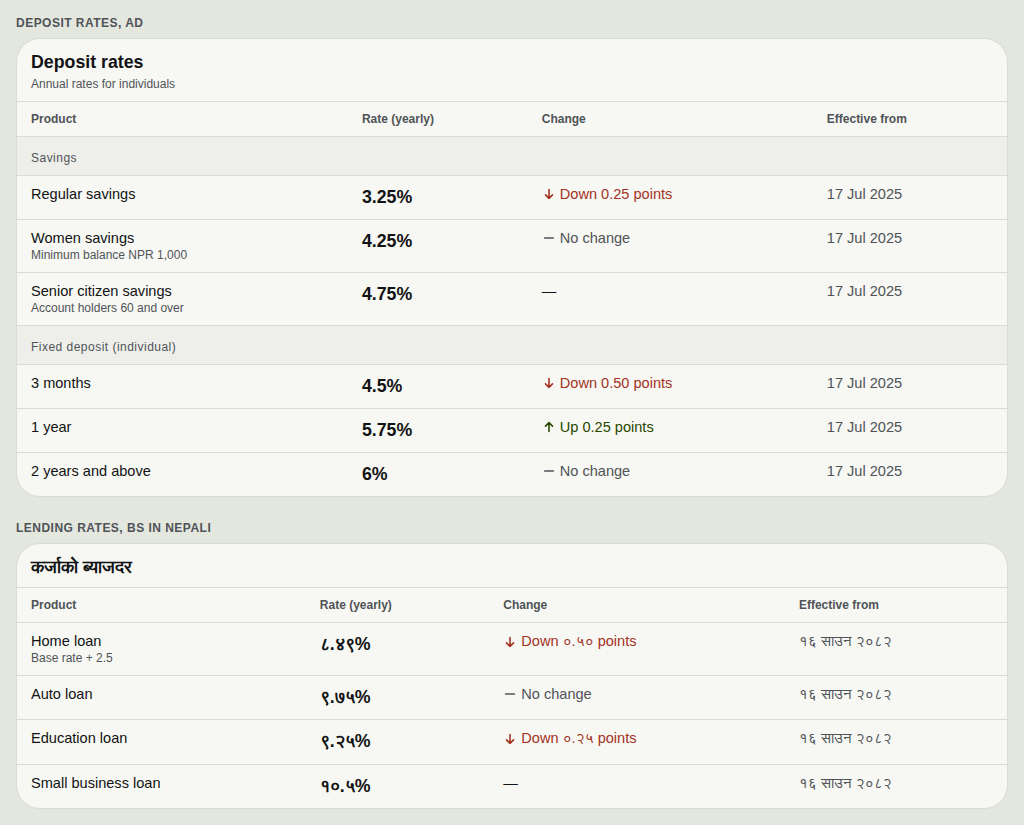 DEPOSIT RATES, AD
Deposit rates
Annual rates for individuals
Product Rate (yearly) Change Effective from
Savings
Regular savings 3.25% ↓ Down 0.25 points 17 Jul 2025
Women savings 4.25% — No change 17 Jul 2025
Minimum balance NPR 1,000
Senior citizen savings 4.75% — 17 Jul 2025
Account holders 60 and over
Fixed deposit (individual)
3 months 4.5% ↓ Down 0.50 points 17 Jul 2025
1 year 5.75% ↑ Up 0.25 points 17 Jul 2025
2 years and above 6% — No change 17 Jul 2025
LENDING RATES, BS IN NEPALI
कर्जाको ब्याजदर
Product Rate (yearly) Change Effective from
Home loan ८.४९% ↓ Down ०.५० points १६ साउन २०८२
Base rate + 2.5
Auto loan ९.७५% — No change १६ साउन २०८२
Education loan ९.२५% ↓ Down ०.२५ points १६ साउन २०८२
Small business loan १०.५% — १६ साउन २०८२